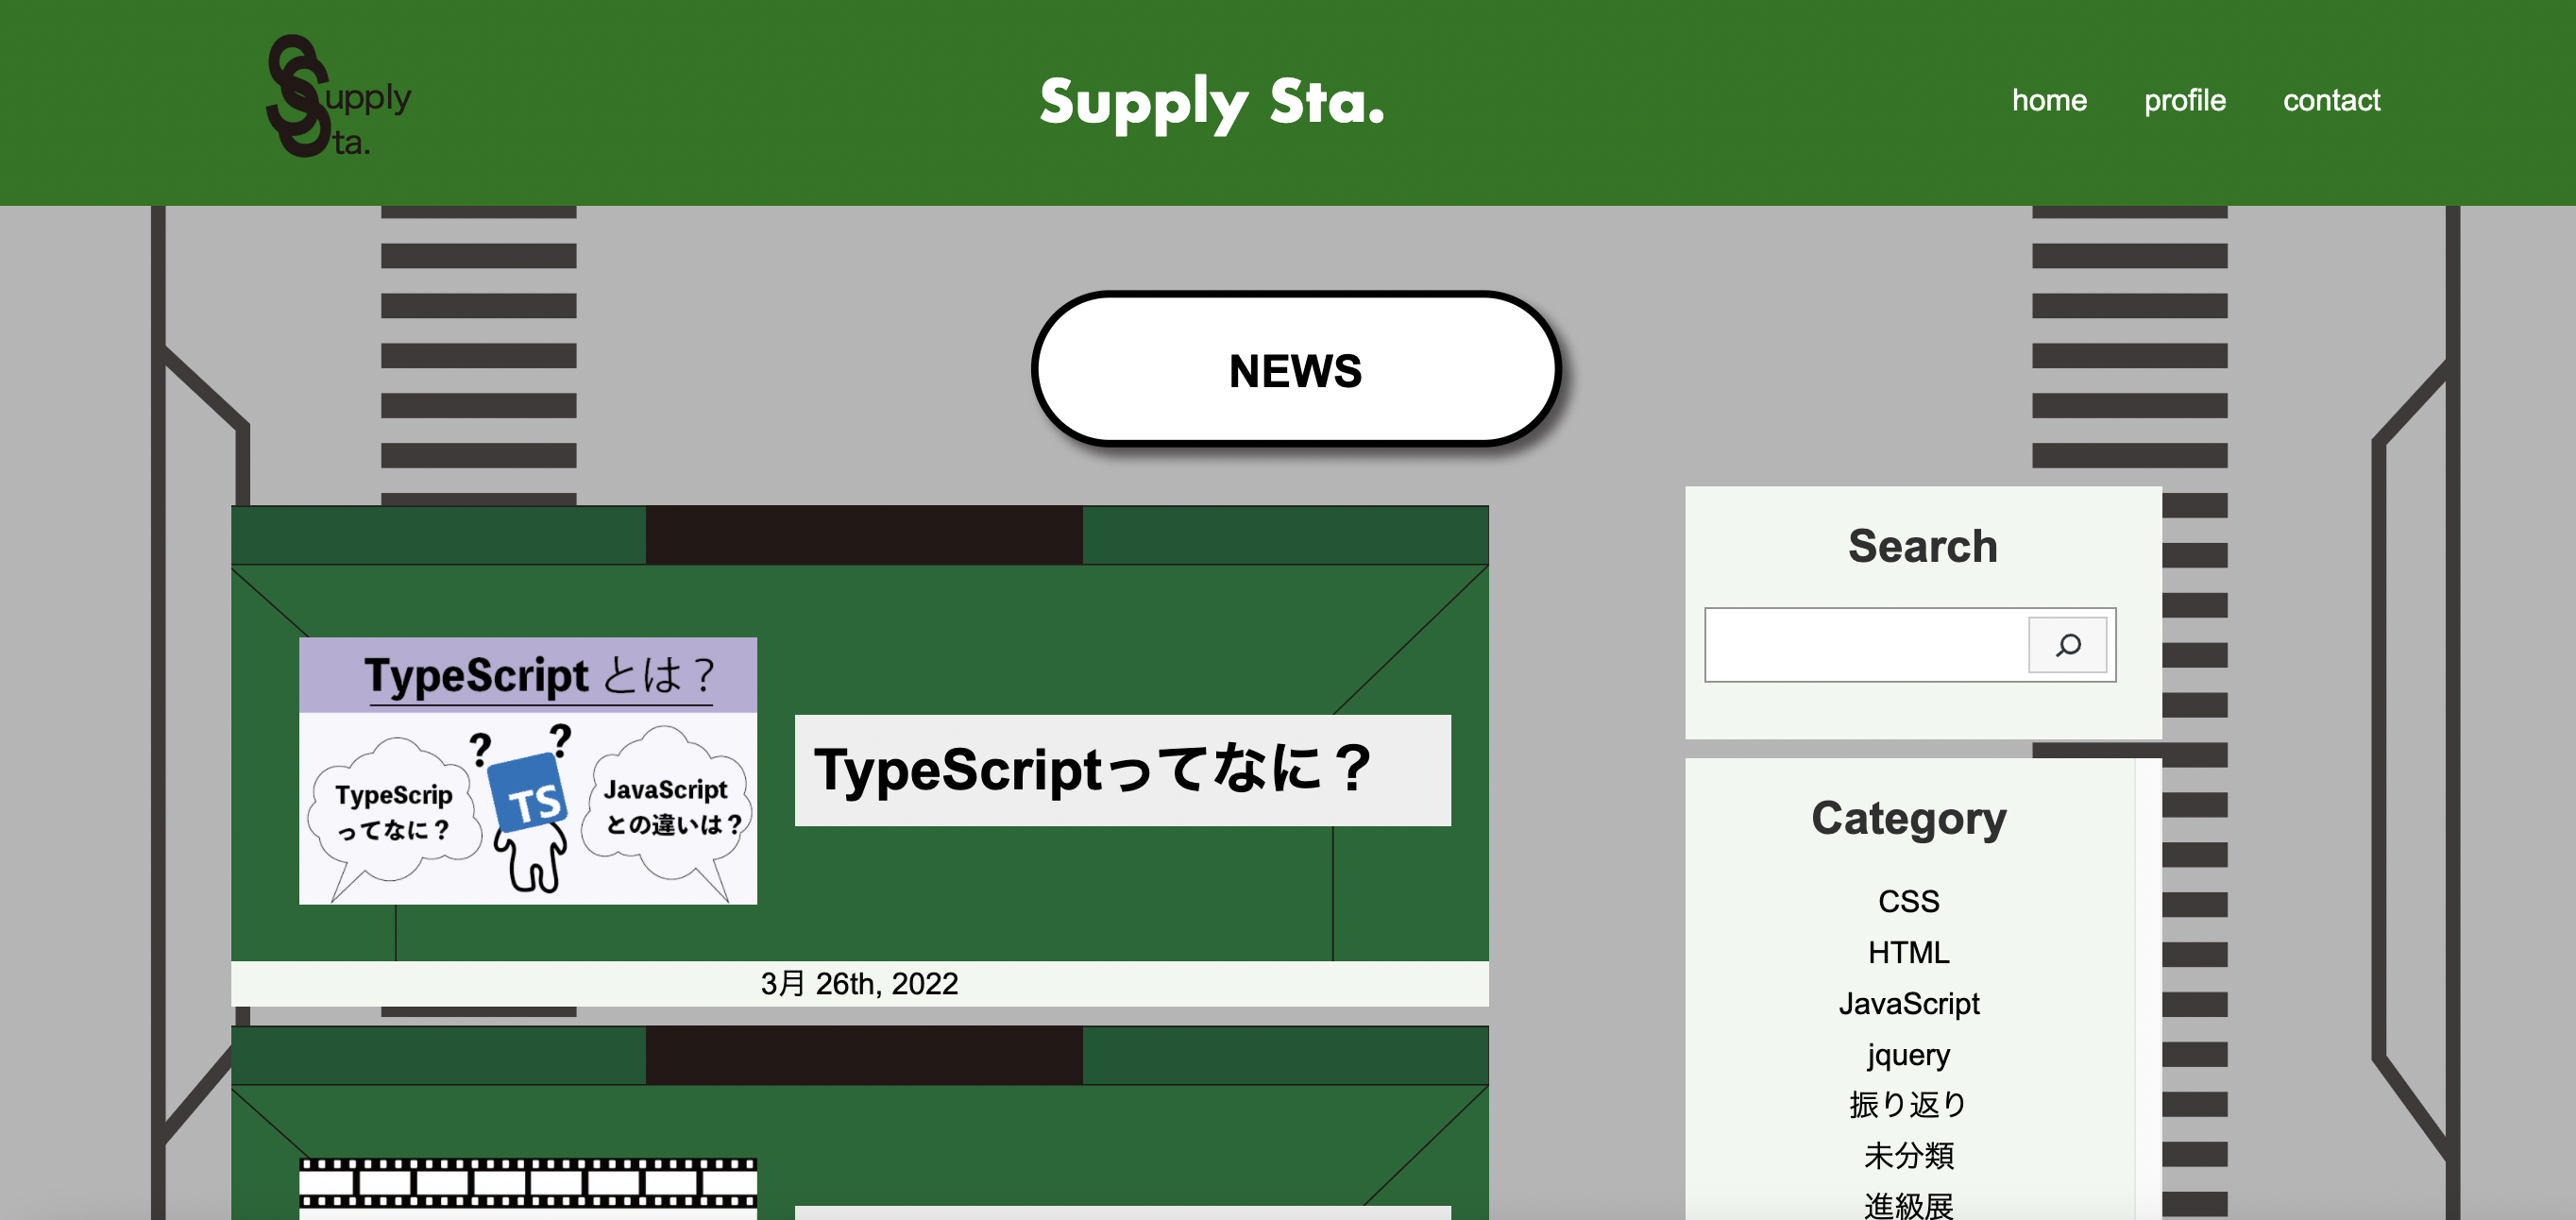 Supply
Sta.
Supply Sta.
home profile contact
NEWS
TypeScript とは？
?
?
TypeScrip
ってなに？
TS
JavaScript
との違いは？
TypeScriptってなに？
3月 26th, 2022
Search
Category
CSS
HTML
JavaScript
jquery
振り返り
未分類
進級展